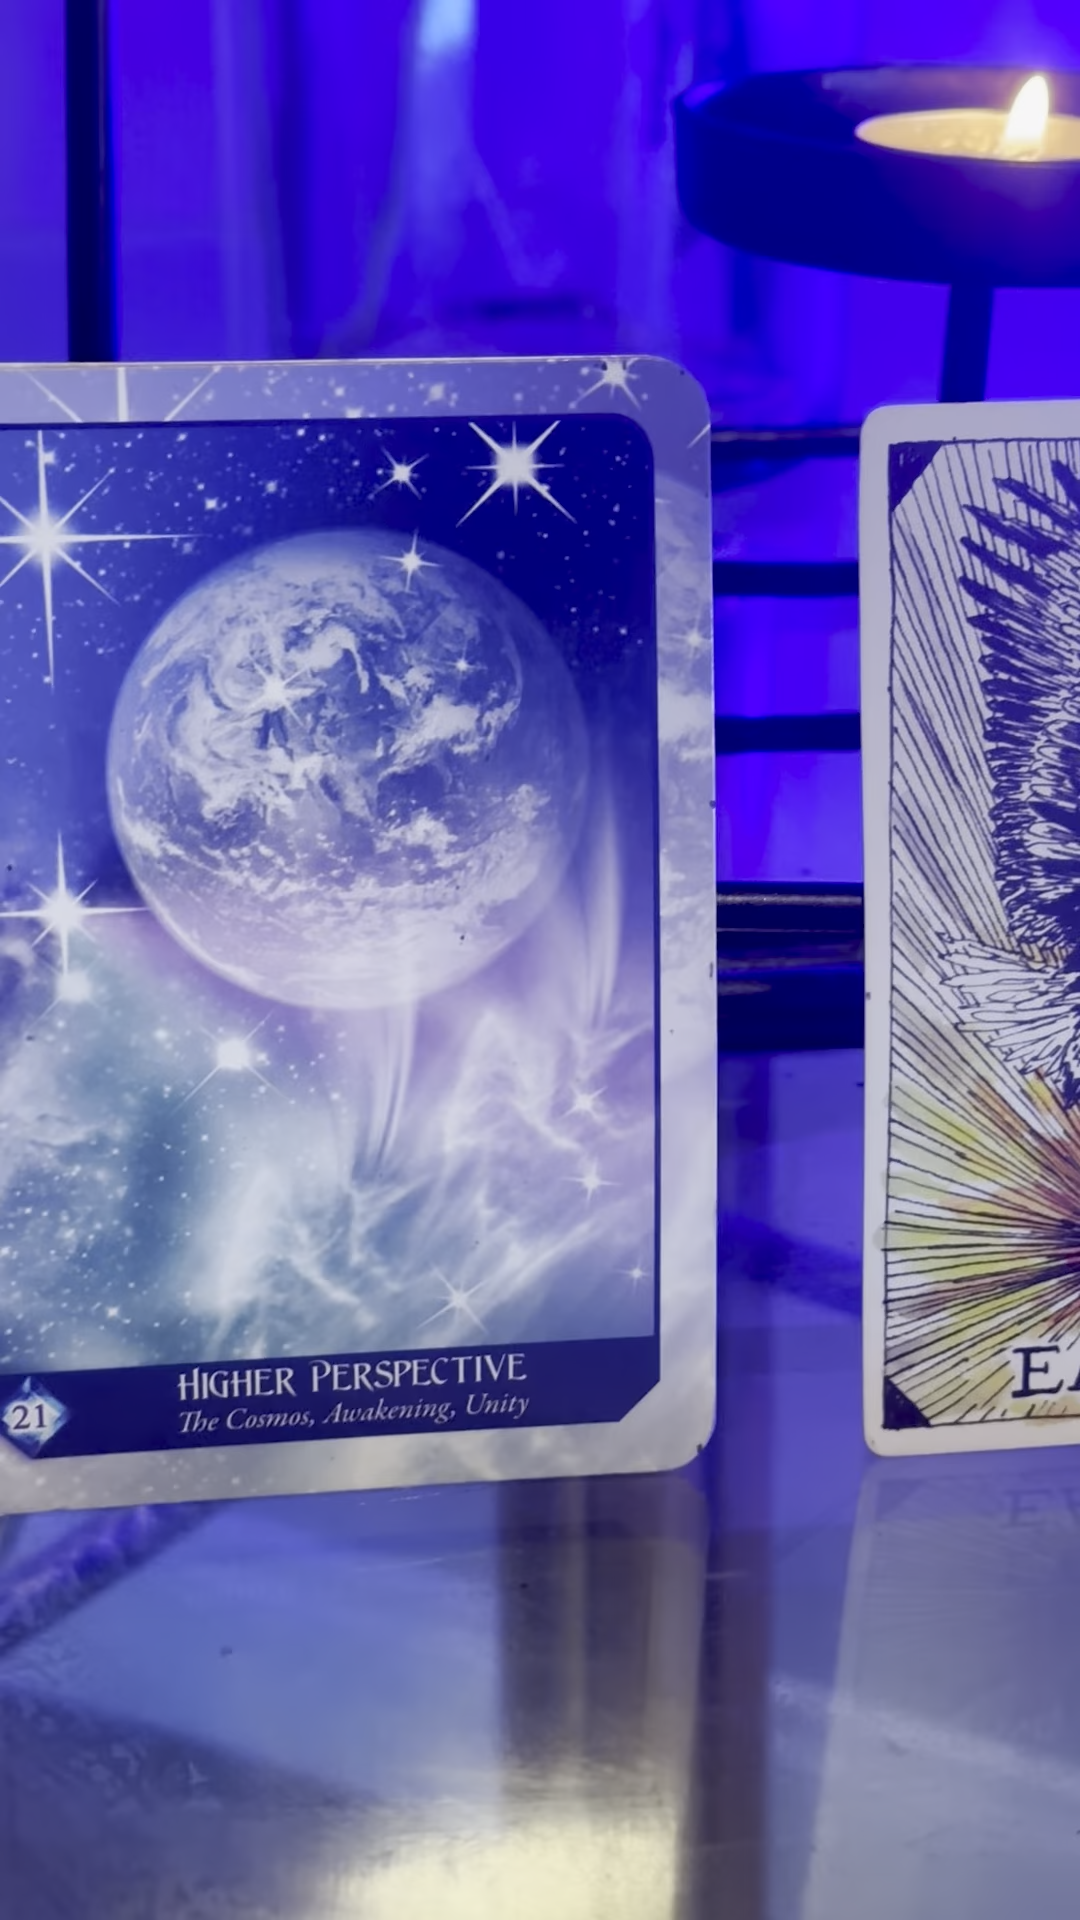 21
HIGHER PERSPECTIVE
The Cosmos, Awakening, Unity